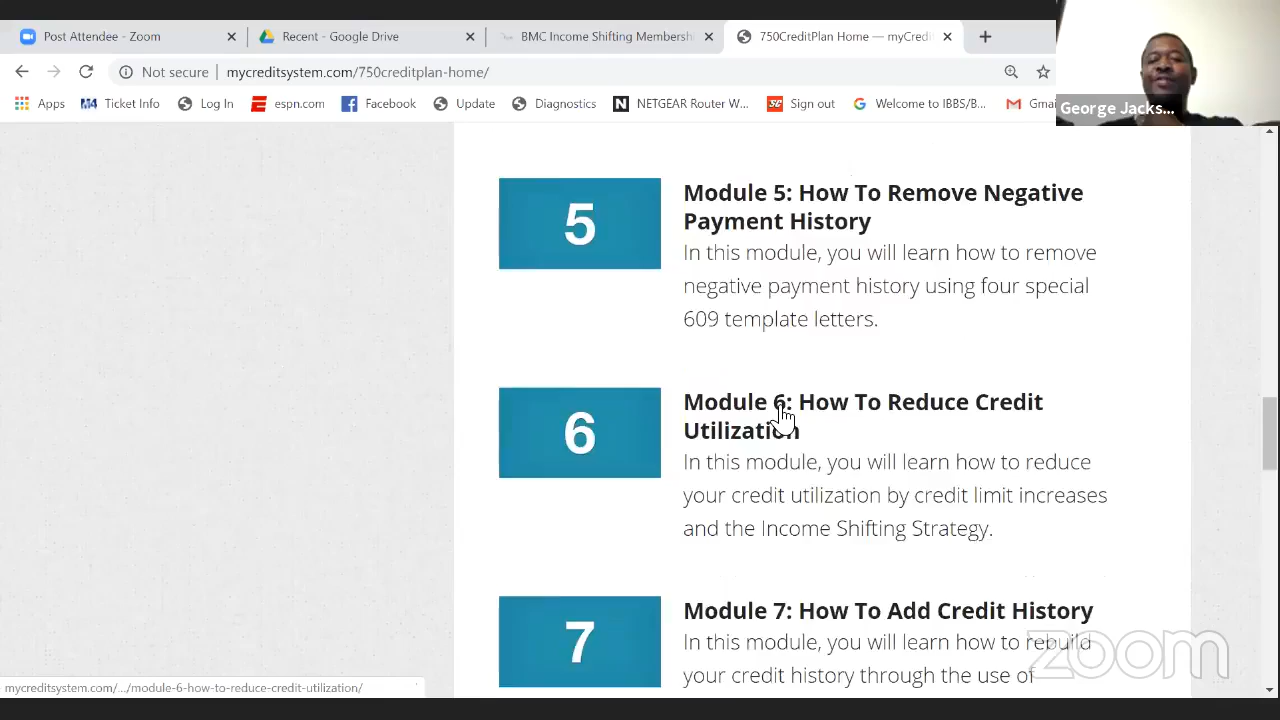 Post Attendee - Zoom
Recent - Google Drive
BMC Income Shifting Membershi
750CreditPlan Home — myCredit
Not secure
mycreditsystem.com/750creditplan-home/
Apps
M4
Ticket Info
Log In
espn.com
Facebook
Update
Diagnostics
N
NETGEAR Router W...
sc
Sign out
Welcome to IBBS/B...
Gmai
George Jacks...
5
Module 5: How To Remove Negative
Payment History
In this module, you will learn how to remove
negative payment history using four special
609 template letters.
6
Module 6: How To Reduce Credit
Utilization
In this module, you will learn how to reduce
your credit utilization by credit limit increases
and the Income Shifting Strategy.
7
Module 7: How To Add Credit History
In this module, you will learn how to rebuild
your credit history through the use of
zoom
mycreditsystem.com/.../module-6-how-to-reduce-credit-utilization/